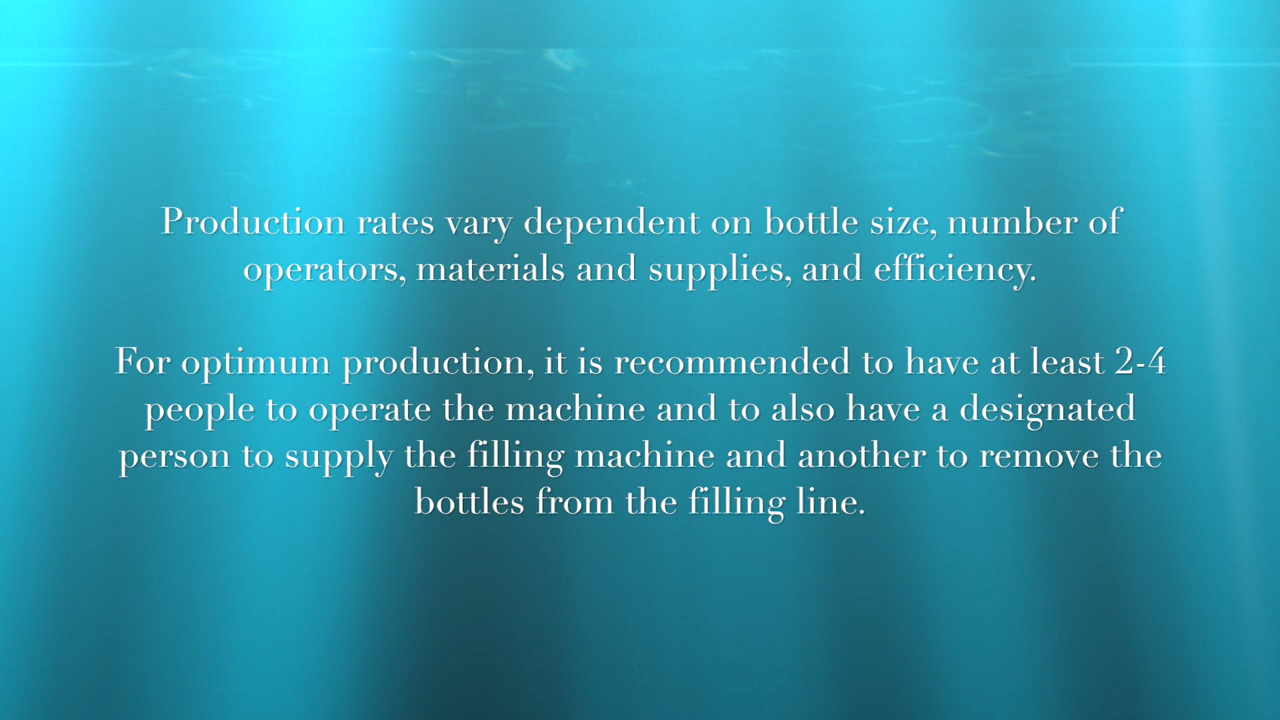 Production rates vary dependent on bottle size, number of
operators, materials and supplies, and efficiency.
For optimum production, it is recommended to have at least 2-4
people to operate the machine and to also have a designated
person to supply the filling machine and another to remove the
bottles from the filling line.